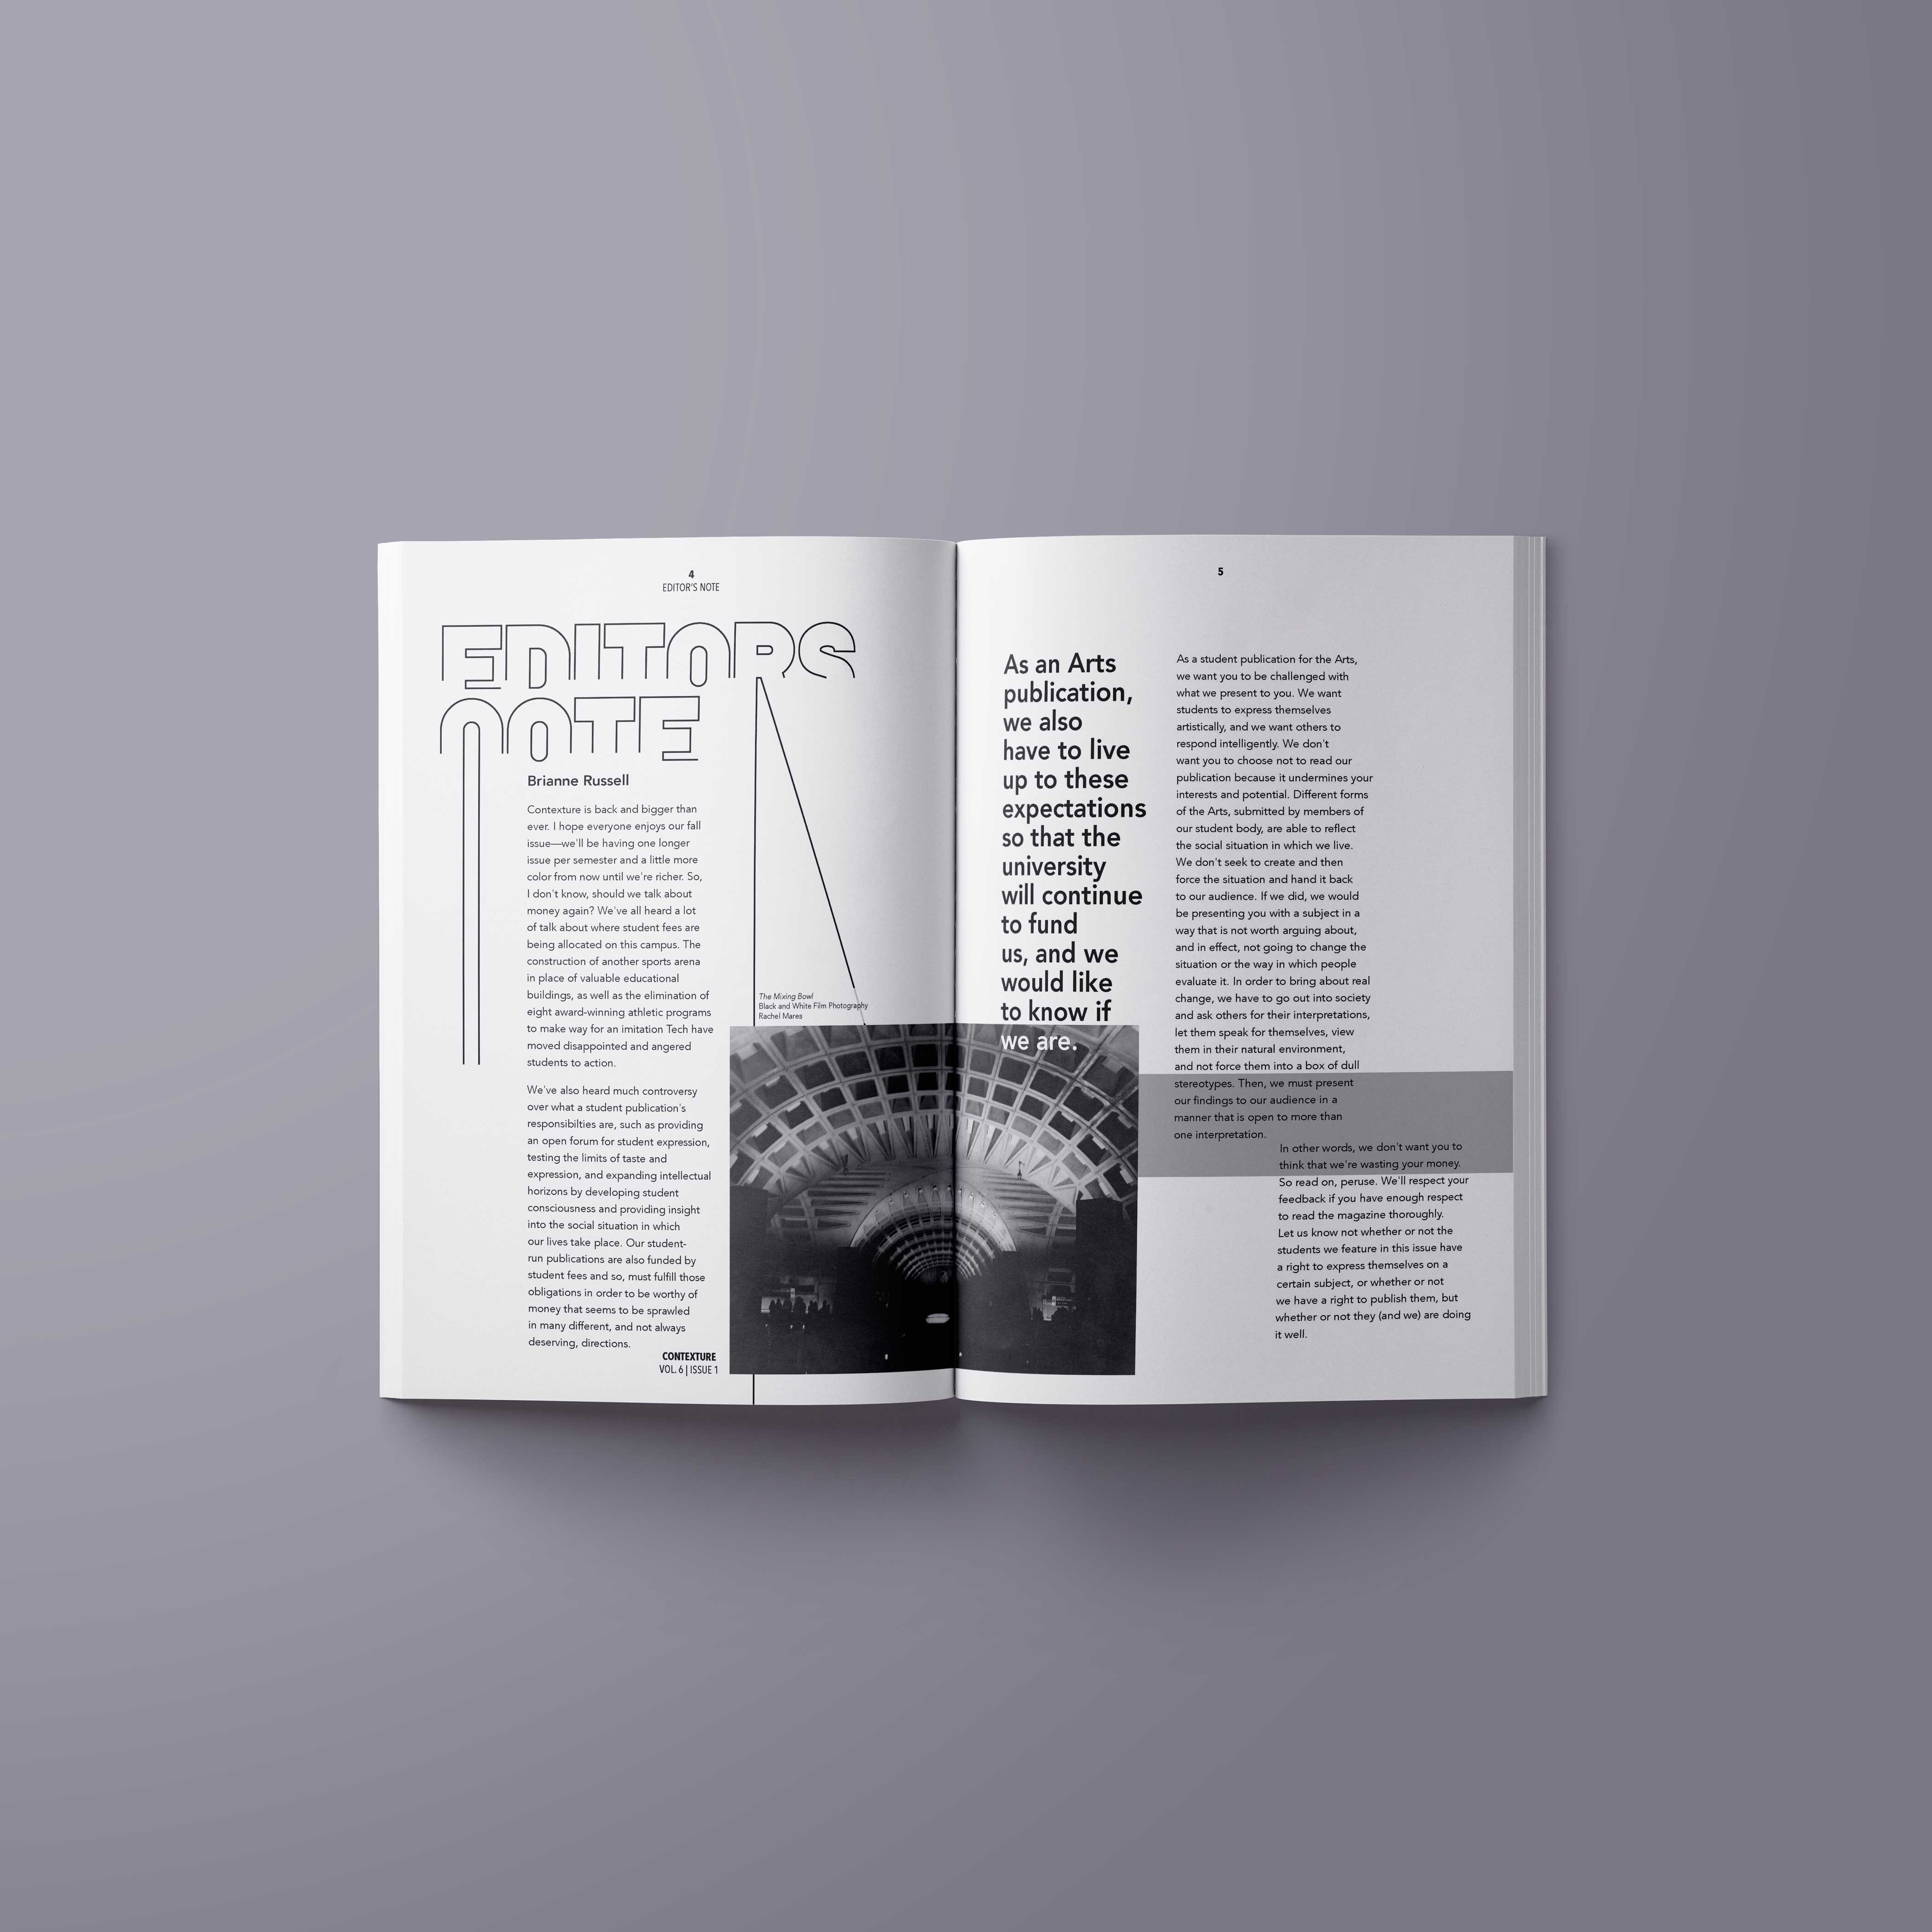 4
EDITOR'S NOTE
EDITORS
NOTE
Brianne Russell
Contexture is back and bigger than
ever. I hope everyone enjoys our fall
issue—we'll be having one longer
issue per semester and a little more
color from now until we're richer. So,
I don't know, should we talk about
money again? We've all heard a lot
of talk about where student fees are
being allocated on this campus. The
construction of another sports arena
in place of valuable educational
buildings, as well as the elimination of
eight award-winning athletic programs
to make way for an imitation Tech have
moved disappointed and angered
students to action.
We've also heard much controversy
over what a student publication's
responsibilties are, such as providing
an open forum for student expression,
testing the limits of taste and
expression, and expanding intellectual
horizons by developing student
consciousness and providing insight
into the social situation in which
our lives take place. Our student-
run publications are also funded by
student fees and so, must fulfill those
obligations in order to be worthy of
money that seems to be sprawled
in many different, and not always
deserving, directions.
CONTEXTURE
VOL. 6 | ISSUE 1
The Mixing Bowl
Black and White Film Photography
Rachel Mares
5
As an Arts
publication,
we also
have to live
up to these
expectations
so that the
university
will continue
to fund
us, and we
would like
to know if
we are.
As a student publication for the Arts,
we want you to be challenged with
what we present to you. We want
students to express themselves
artistically, and we want others to
respond intelligently. We don't
want you to choose not to read our
publication because it undermines your
interests and potential. Different forms
of the Arts, submitted by members of
our student body, are able to reflect
the social situation in which we live.
We don't seek to create and then
force the situation and hand it back
to our audience. If we did, we would
be presenting you with a subject in a
way that is not worth arguing about,
and in effect, not going to change the
situation or the way in which people
evaluate it. In order to bring about real
change, we have to go out into society
and ask others for their interpretations,
let them speak for themselves, view
them in their natural environment,
and not force them into a box of dull
stereotypes. Then, we must present
our findings to our audience in a
manner that is open to more than
one interpretation.
In other words, we don't want you to
think that we're wasting your money.
So read on, peruse. We'll respect your
feedback if you have enough respect
to read the magazine thoroughly.
Let us know not whether or not the
students we feature in this issue have
a right to express themselves on a
certain subject, or whether or not
we have a right to publish them, but
whether or not they (and we) are doing
it well.